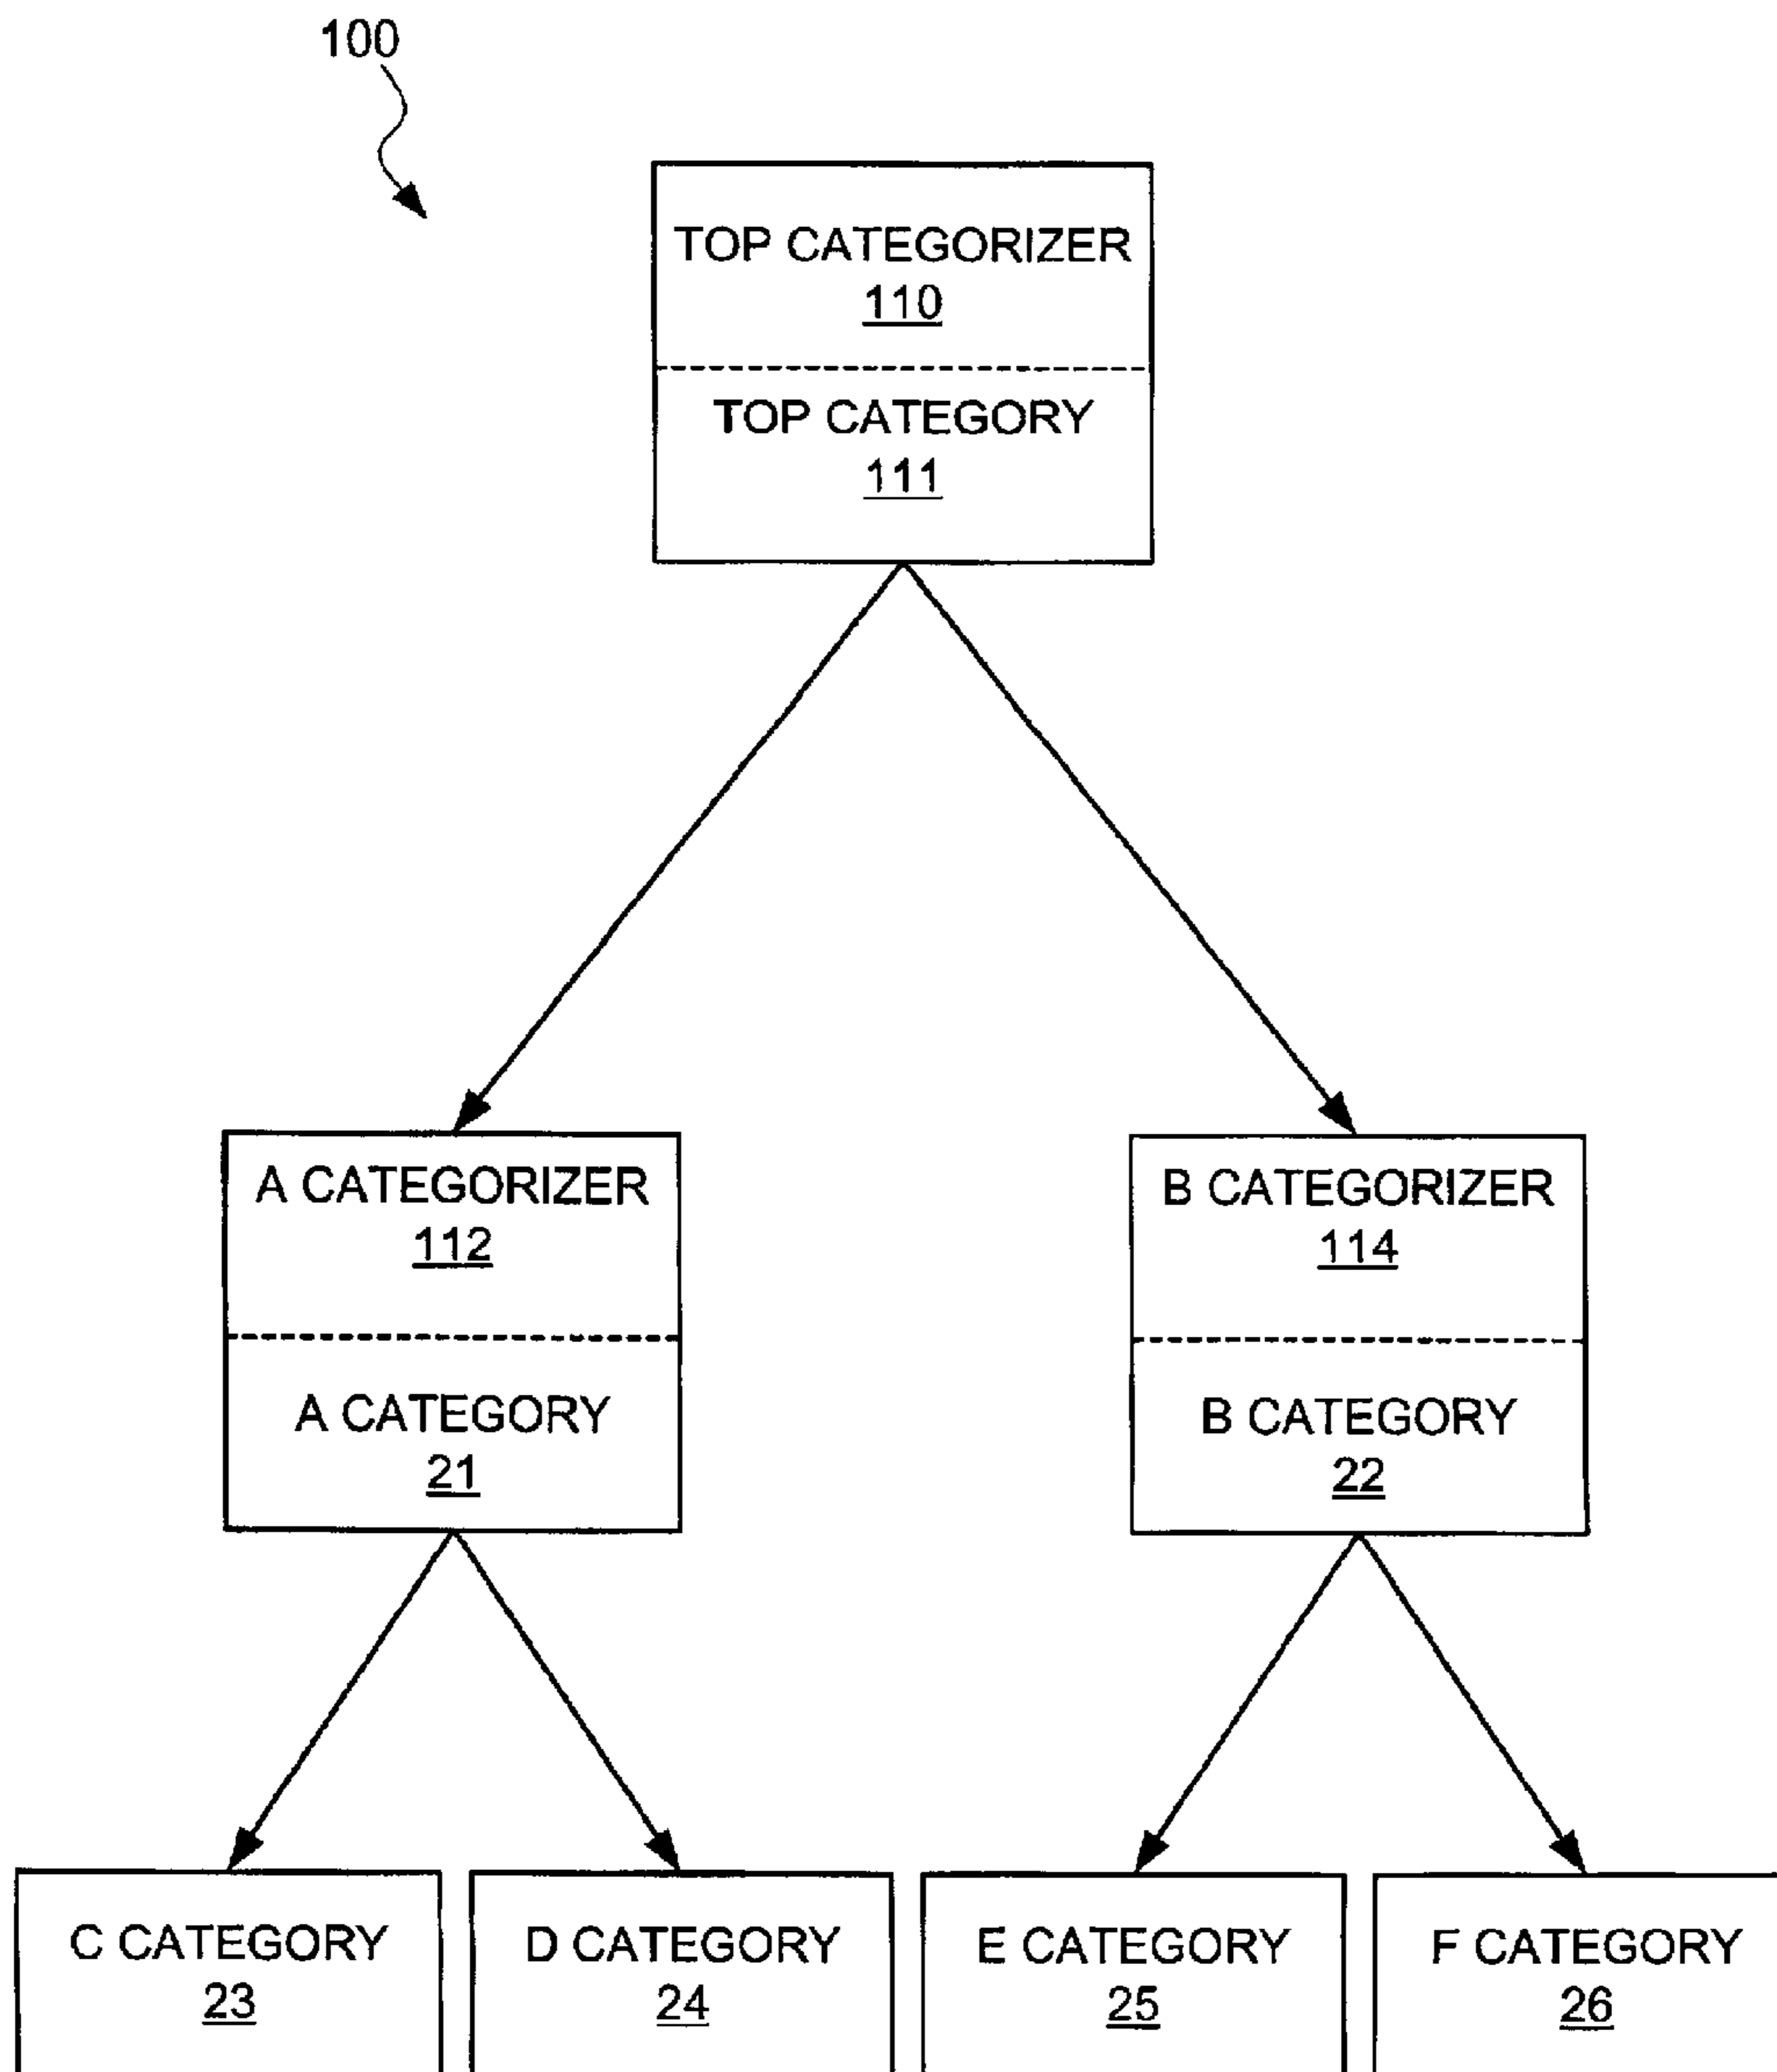 100
TOP CATEGORIZER
110
TOP CATEGORY
111
A CATEGORIZER
112
A CATEGORY
21
B CATEGORIZER
114
B CATEGORY
22
C CATEGORY
23
D CATEGORY
24
E CATEGORY
25
F CATEGORY
26